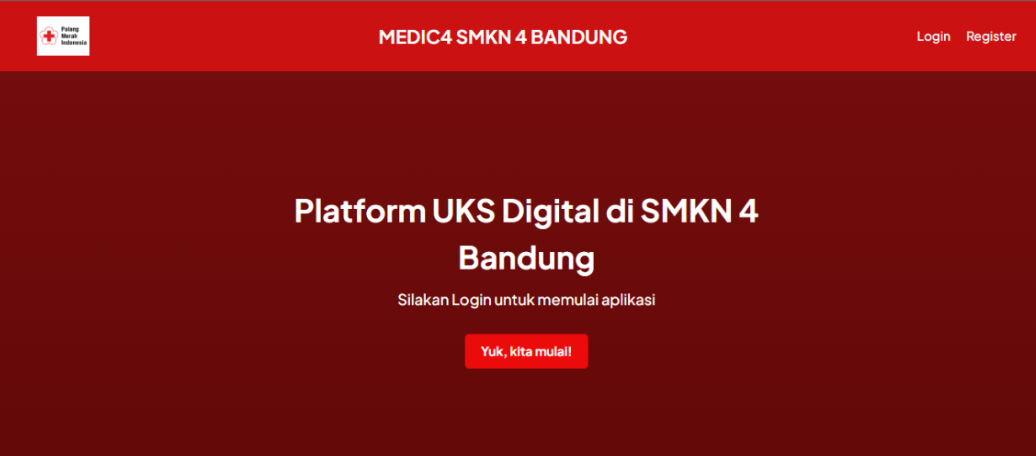 Palang
Merah
Indonesia
MEDIC4 SMKN 4 BANDUNG
Login
Register
Platform UKS Digital di SMKN 4
Bandung
Silakan Login untuk memulai aplikasi
Yuk, kita mulai!